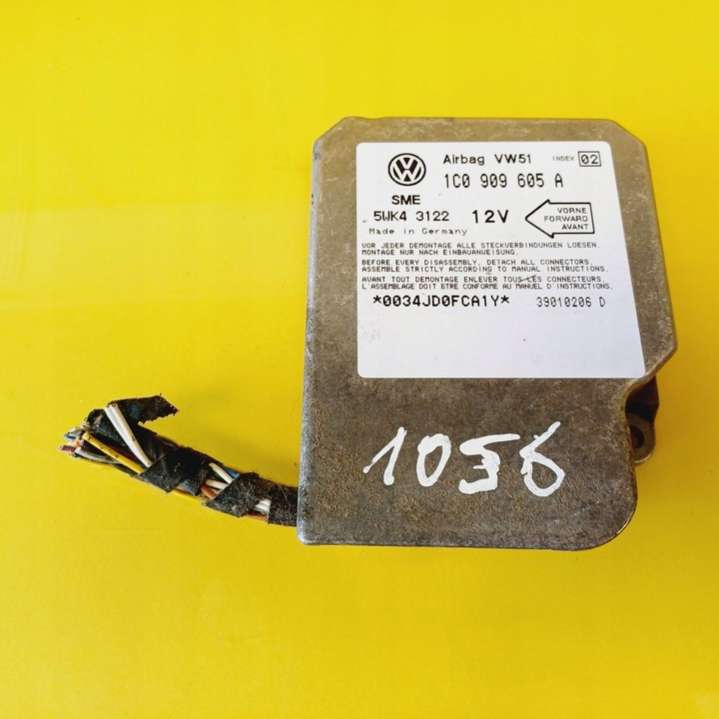 Airbag VW51 INDEX 02
1C0 909 605 A
SME
5WK4 3122 12V
VORNE
FORWARD
AVANT
Made in Germany
VOR JEDER DEMONTAGE ALLE STECKVERBINDUNGEN LOESEN.
MONTAGE NUR NACH EINBAUANWEISUNG.
BEFORE EVERY DISASSEMBLY, DETACH ALL CONNECTORS.
ASSEMBLE STRICTLY ACCORDING TO MANUAL INSTRUCTIONS.
AVANT TOUT DEMONTAGE ENLEVER TOUS LES CONNECTEURS.
L'ASSEMBLAGE DOIT ETRE CONFORME AU MANUEL D'INSTRUCTIONS.
*0034JD0FCA1Y* 39010206 D
1056